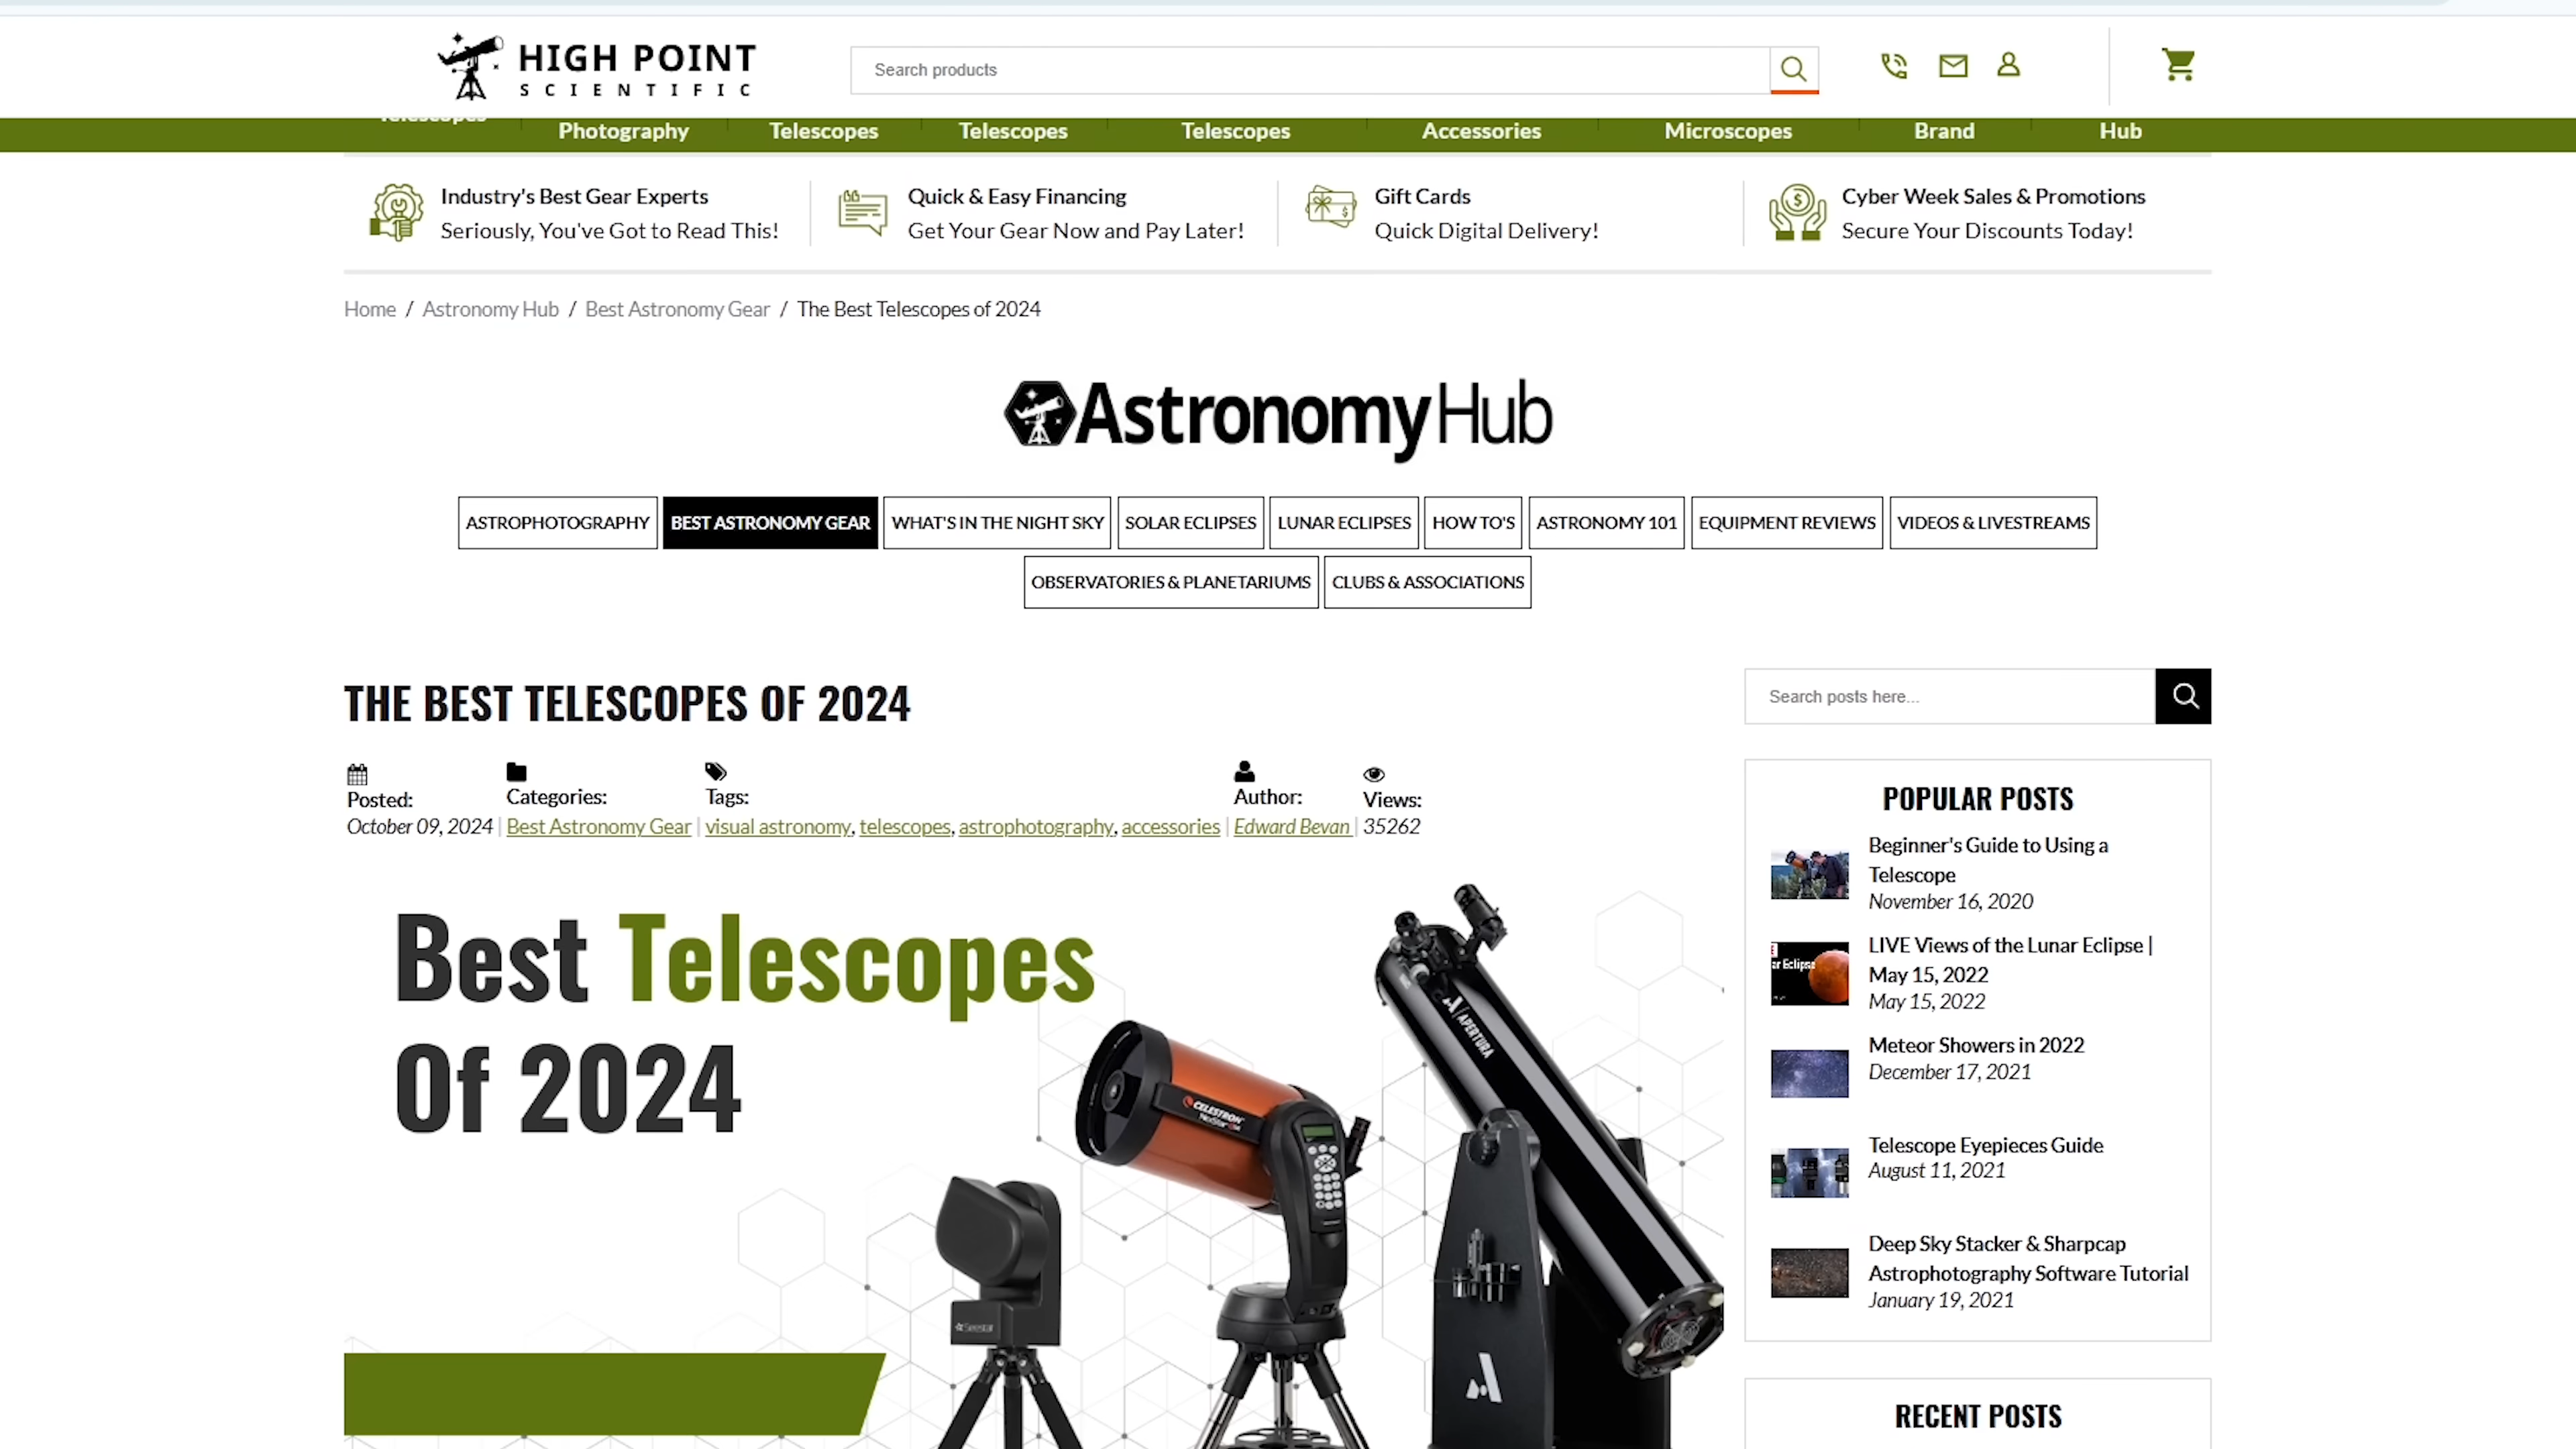 HIGH POINT
SCIENTIFIC
Search products
Telescopes
Photography
Telescopes
Telescopes
Telescopes
Accessories
Microscopes
Brand
Hub
Industry's Best Gear Experts
Seriously, You've Got to Read This!
Quick & Easy Financing
Get Your Gear Now and Pay Later!
Gift Cards
Quick Digital Delivery!
Cyber Week Sales & Promotions
Secure Your Discounts Today!
Home / Astronomy Hub / Best Astronomy Gear / The Best Telescopes of 2024
AstronomyHub
ASTROPHOTOGRAPHY
BEST ASTRONOMY GEAR
WHAT'S IN THE NIGHT SKY
SOLAR ECLIPSES
LUNAR ECLIPSES
HOW TO'S
ASTRONOMY 101
EQUIPMENT REVIEWS
VIDEOS & LIVESTREAMS
OBSERVATORIES & PLANETARIUMS
CLUBS & ASSOCIATIONS
THE BEST TELESCOPES OF 2024
Posted:
October 09, 2024
Categories:
Best Astronomy Gear
Tags:
visual astronomy, telescopes, astrophotography, accessories
Author:
Edward Bevan
Views:
35262
Best Telescopes
Of 2024
APERTURA
CELESTRON
NexStar
Seestar
Search posts here...
POPULAR POSTS
Beginner's Guide to Using a
Telescope
November 16, 2020
ar Eclipse
LIVE Views of the Lunar Eclipse |
May 15, 2022
May 15, 2022
Meteor Showers in 2022
December 17, 2021
Telescope Eyepieces Guide
August 11, 2021
Deep Sky Stacker & Sharpcap
Astrophotography Software Tutorial
January 19, 2021
RECENT POSTS